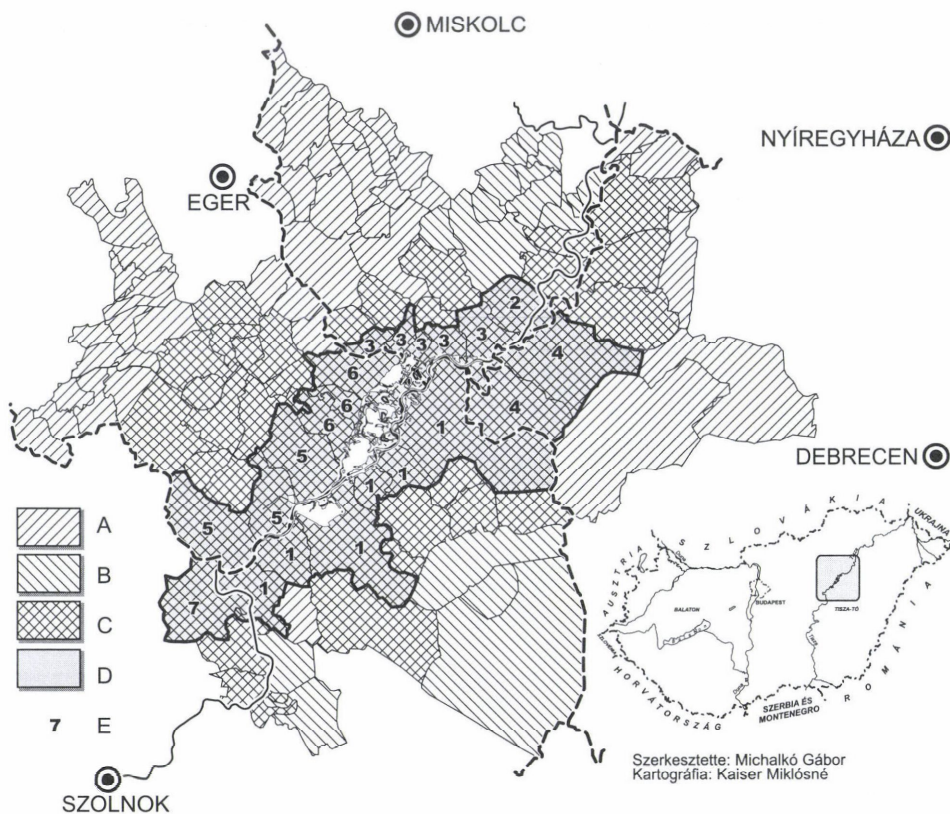 MISKOLC
NYÍREGYHÁZA
EGER
2
3
3
3
3
3
4
6
6
4
1
5
1
1
5
5
1
1
1
7
DEBRECEN
A
B
C
D
7 E
SZLOVÁKIA
UKRAJNA
AUSZTRIA
BUDAPEST
BALATON
TISZA-TÓ
ROMÁNIA
HORVÁTORSZÁG
SZERBIA ÉS
MONTENEGRO
Szerkesztette: Michalkó Gábor
Kartográfia: Kaiser Miklósné
SZOLNOK